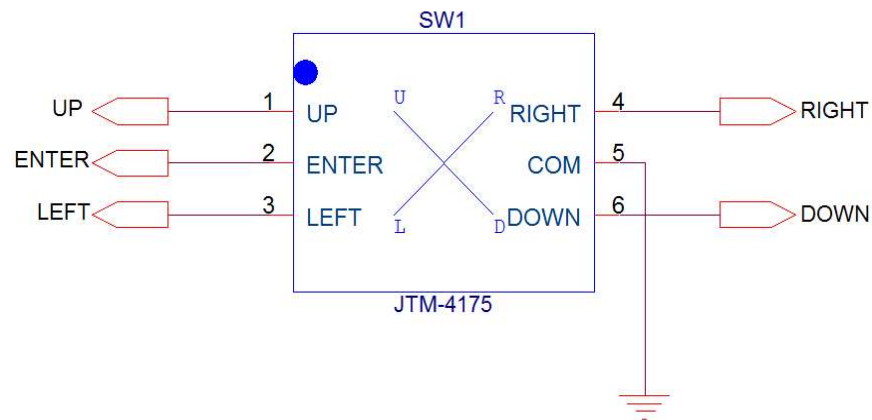 SW1
U R
UP 1 UP RIGHT 4 RIGHT
ENTER 2 ENTER COM 5
LEFT 3 LEFT DOWN 6 DOWN
L D
JTM-4175